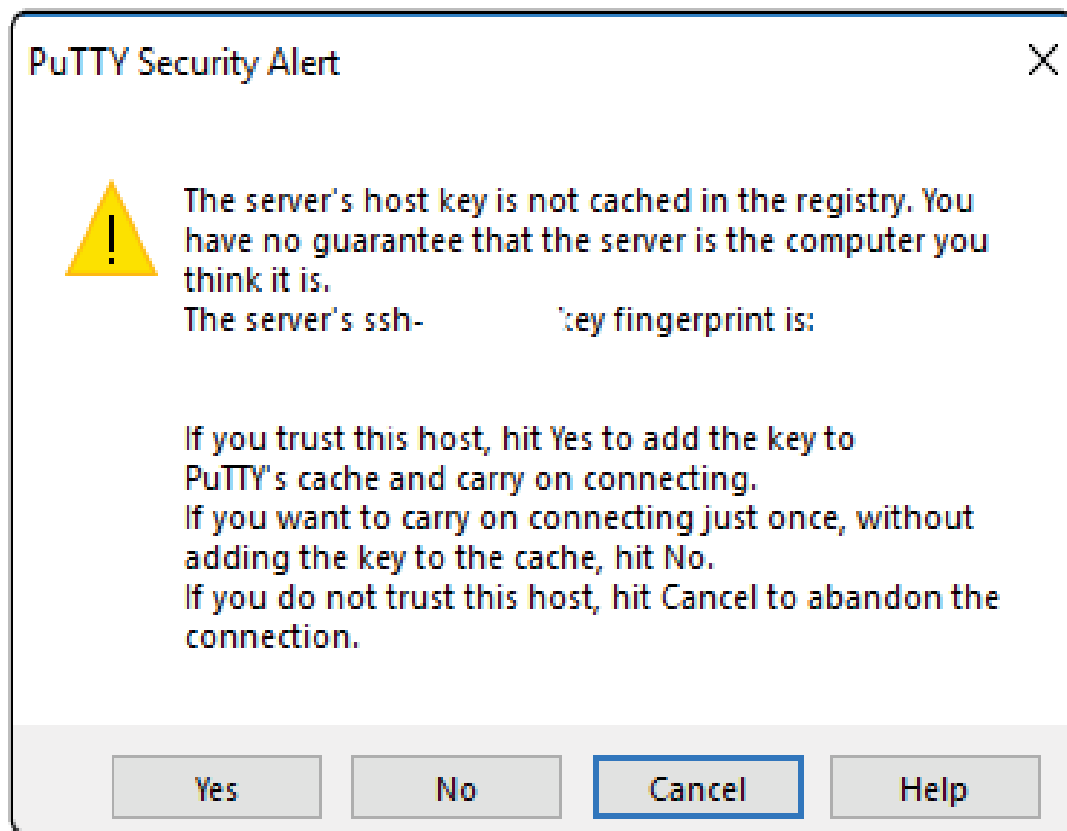 PuTTY Security Alert
The server's host key is not cached in the registry. You
have no guarantee that the server is the computer you
think it is.
The server's ssh- key fingerprint is:
If you trust this host, hit Yes to add the key to
PuTTY's cache and carry on connecting.
If you want to carry on connecting just once, without
adding the key to the cache, hit No.
If you do not trust this host, hit Cancel to abandon the
connection.
Yes
No
Cancel
Help